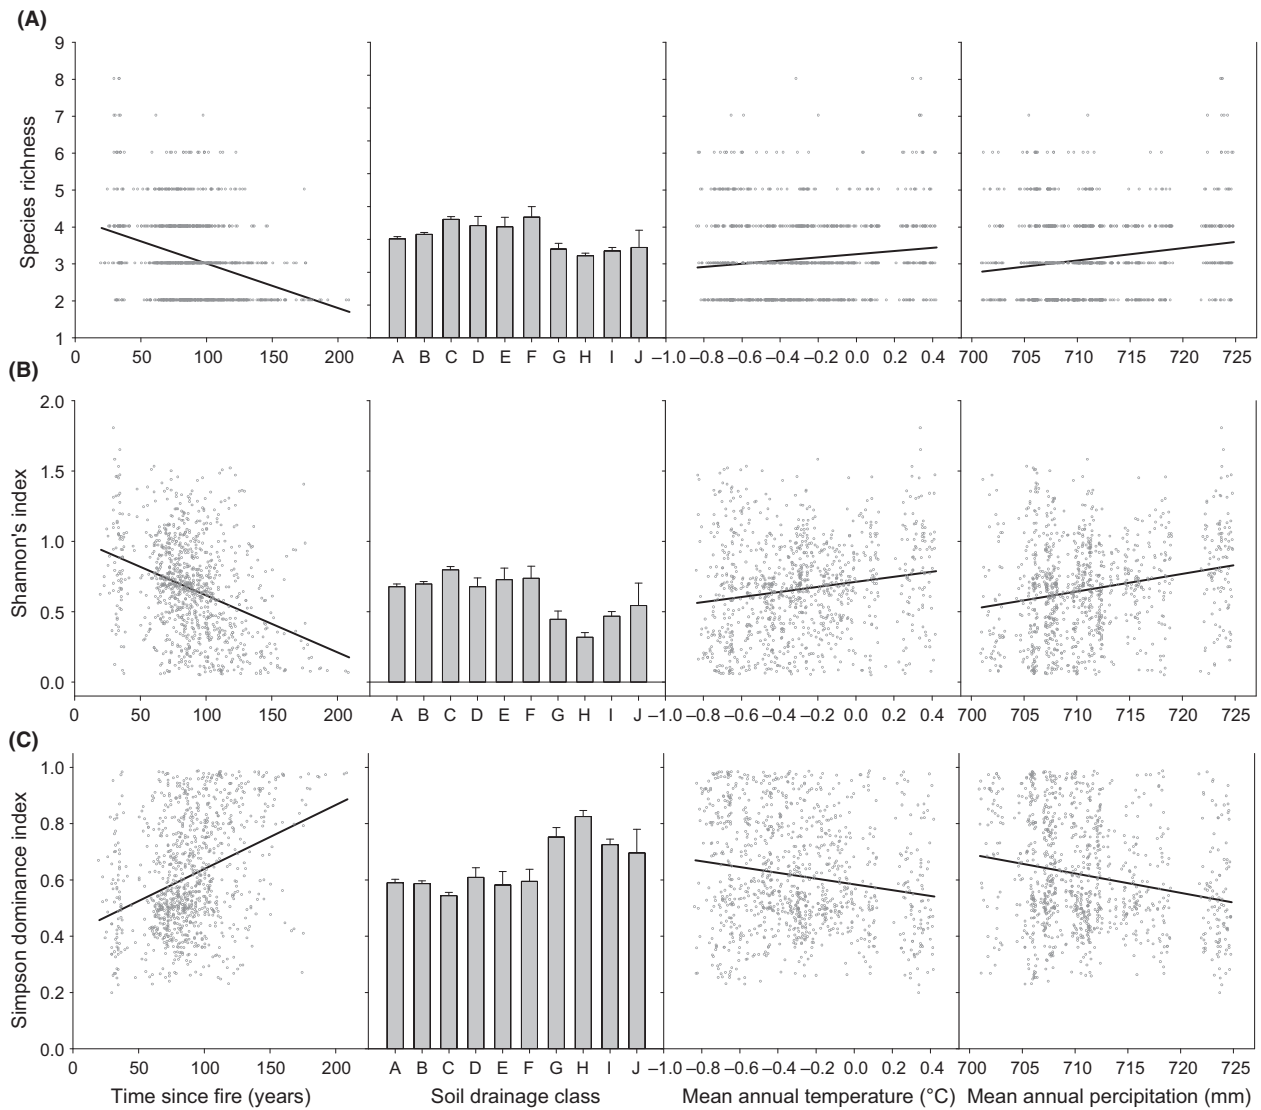 (A)
Species richness
9
8
7
6
5
4
3
2
1
0 50 100 150 200
A B C D E F G H I J
–1.0 –0.8 –0.6 –0.4 –0.2 0.0 0.2 0.4
700 705 710 715 720 725
(B)
Shannon's index
2.0
1.5
1.0
0.5
0.0
0 50 100 150 200
A B C D E F G H I J
–1.0 –0.8 –0.6 –0.4 –0.2 0.0 0.2 0.4
700 705 710 715 720 725
(C)
Simpson dominance index
1.0
0.8
0.6
0.4
0.2
0.0
0 50 100 150 200
A B C D E F G H I J
–1.0 –0.8 –0.6 –0.4 –0.2 0.0 0.2 0.4
700 705 710 715 720 725
Time since fire (years)
Soil drainage class
Mean annual temperature (°C)
Mean annual percipitation (mm)